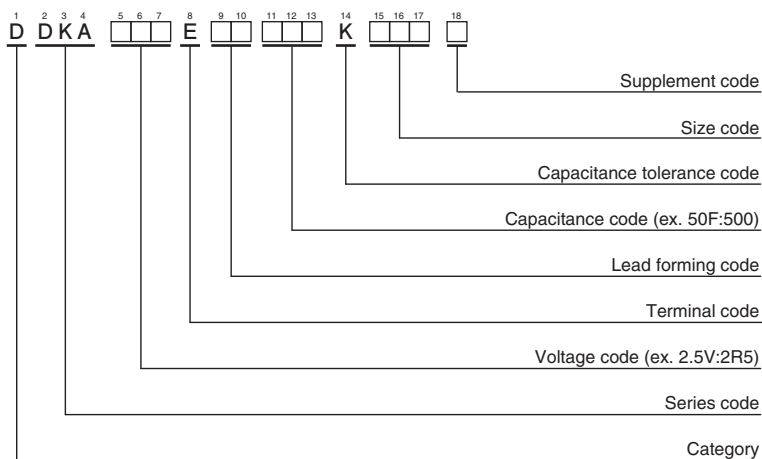 1 2 3 4 5 6 7 8 9 10 11 12 13 14 15 16 17 18
D DKA E K
Supplement code
Size code
Capacitance tolerance code
Capacitance code (ex. 50F:500)
Lead forming code
Terminal code
Voltage code (ex. 2.5V:2R5)
Series code
Category